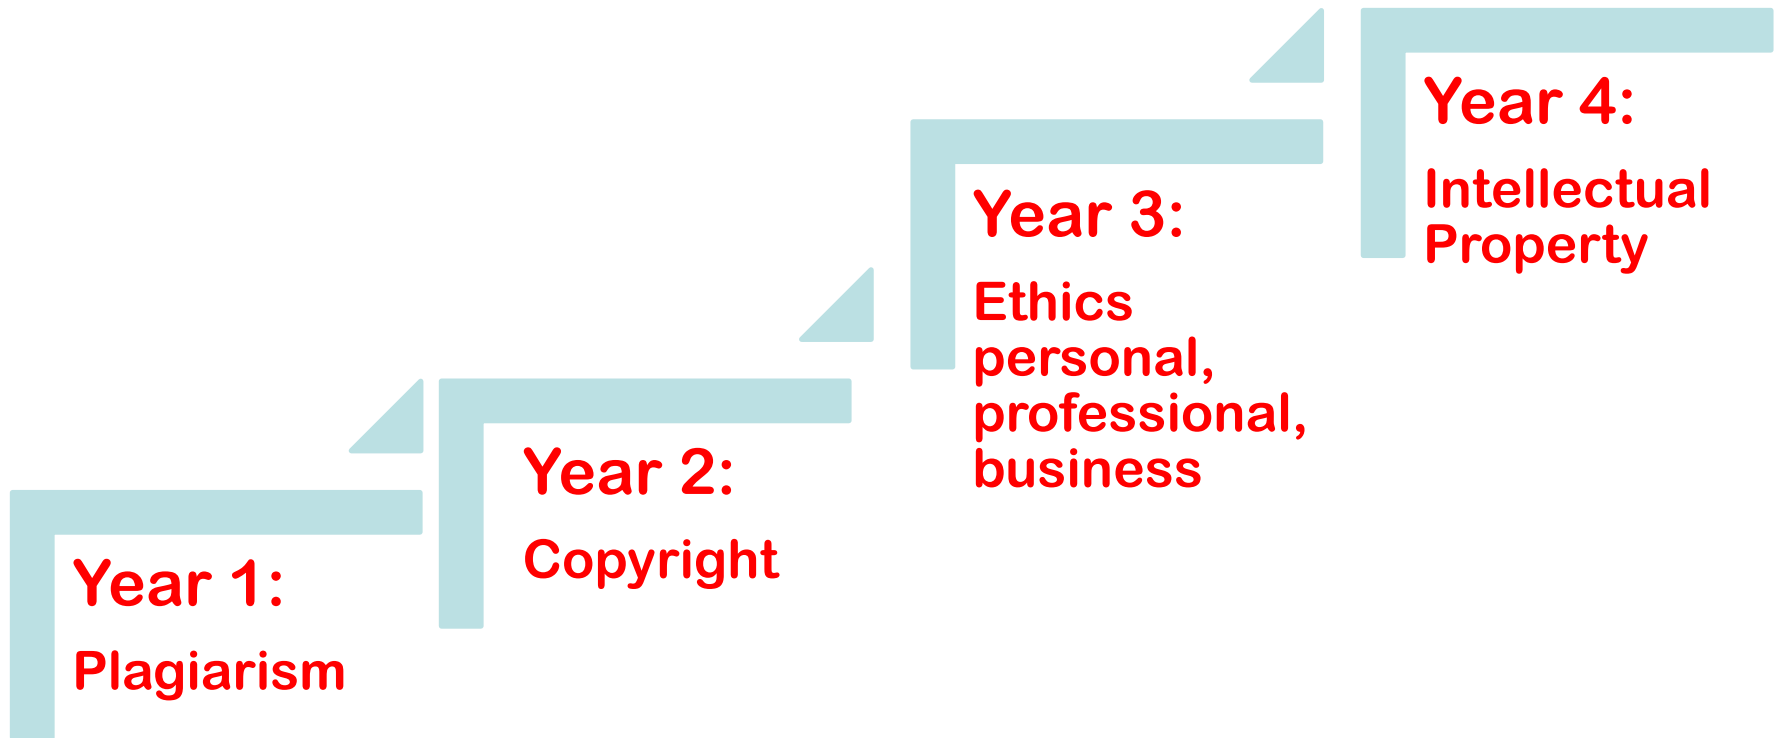 Year 1:
Plagiarism
Year 2:
Copyright
Year 3:
Ethics
personal,
professional,
business
Year 4:
Intellectual
Property